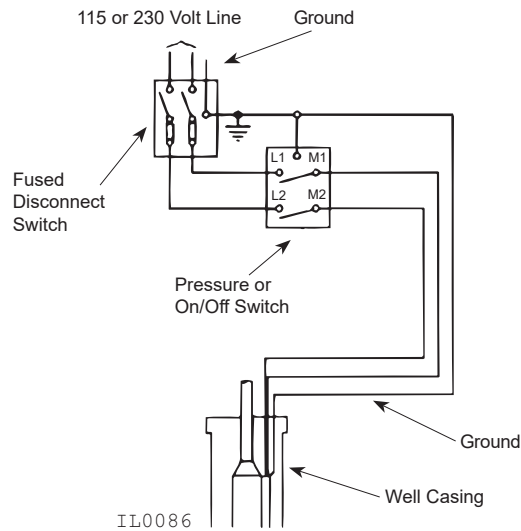 115 or 230 Volt Line
Ground
Fused
Disconnect
Switch
L1
M1
L2
M2
Pressure or
On/Off Switch
Ground
Well Casing
IL0086